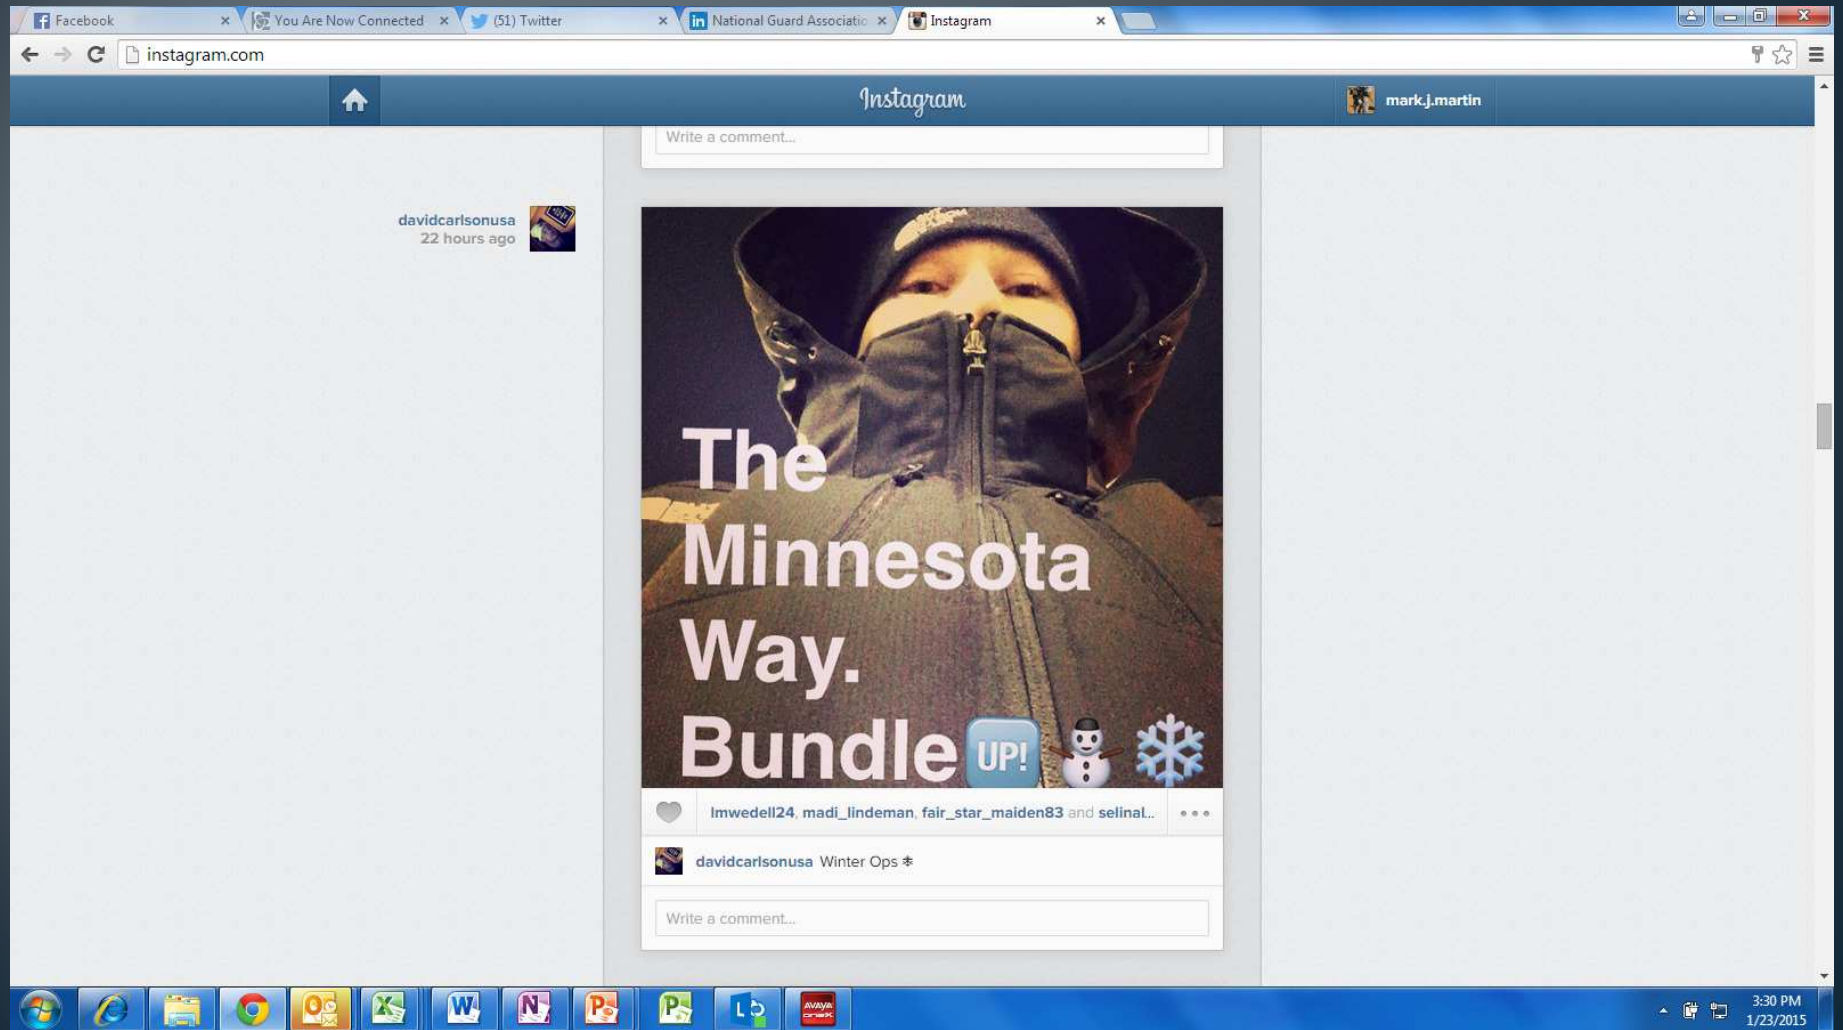 Facebook
You Are Now Connected
(51) Twitter
in National Guard Associatio
Instagram
instagram.com
Instagram
mark.j.martin
Write a comment...
davidcarlsonusa
22 hours ago
The
Minnesota
Way.
Bundle UP!
lmwedell24, madi_lindeman, fair_star_maiden83 and selinal...
davidcarlsonusa Winter Ops ❄
Write a comment...
AVAYA
3:30 PM
1/23/2015